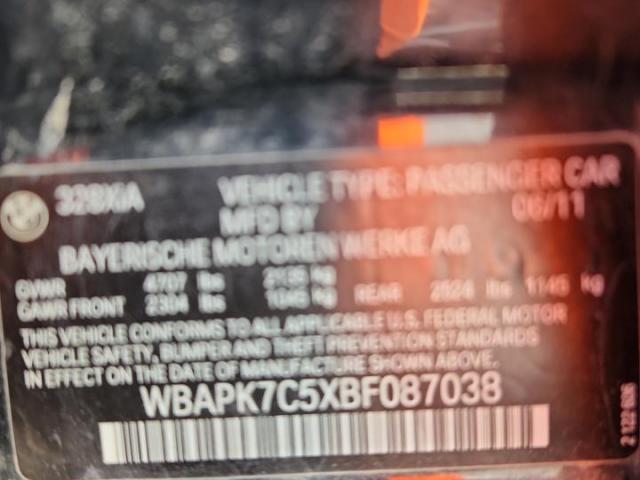 328XiA VEHICLE TYPE: PASSENGER CAR
MFD BY 06/11
BAYERISCHE MOTOREN WERKE AG
GVWR 4707 lbs 2135 kg
GAWR FRONT 2304 lbs 1045 kg REAR 2524 lbs 1145 kg
THIS VEHICLE CONFORMS TO ALL APPLICABLE U.S. FEDERAL MOTOR
VEHICLE SAFETY, BUMPER AND THEFT PREVENTION STANDARDS
IN EFFECT ON THE DATE OF MANUFACTURE SHOWN ABOVE.
WBAPK7C5XBF087038